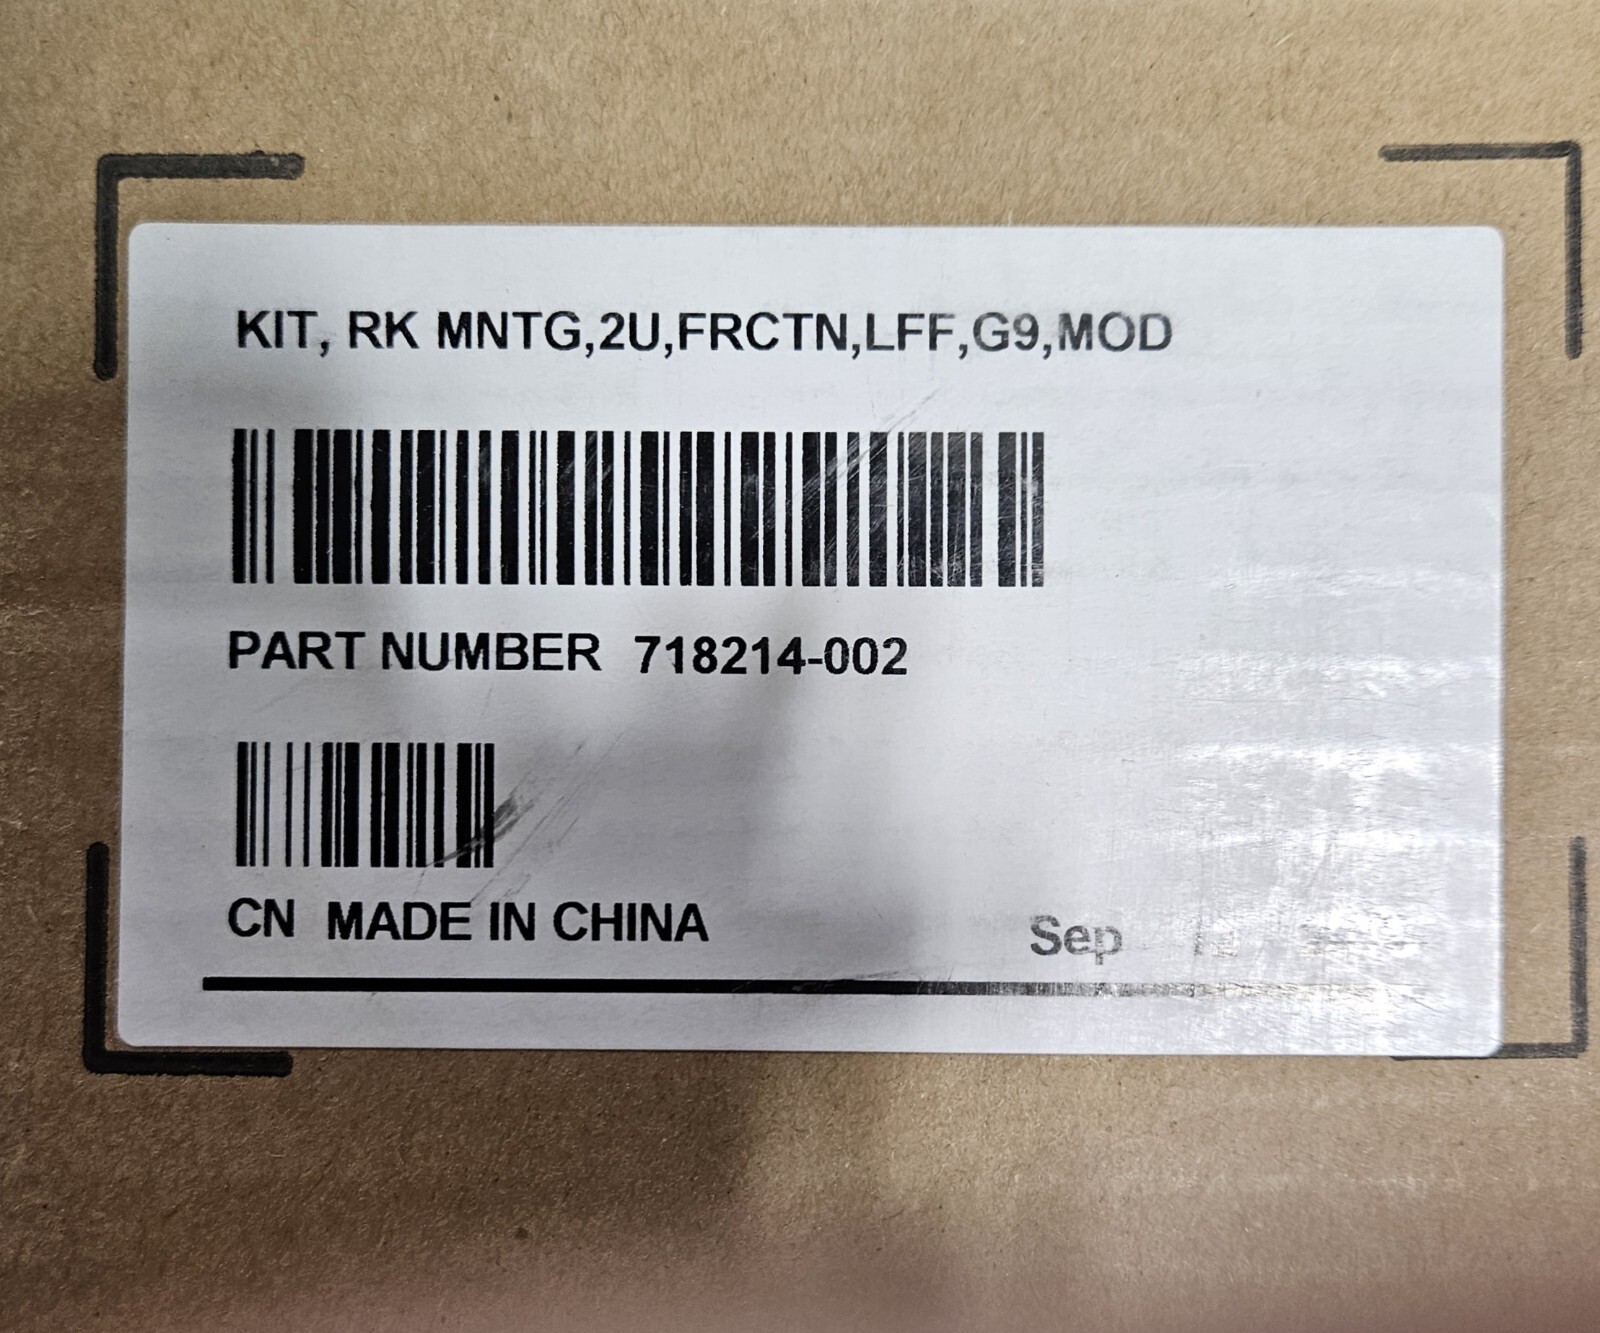 KIT, RK MNTG,2U,FRCTN,LFF,G9,MOD
PART NUMBER 718214-002
CN MADE IN CHINA
Sep